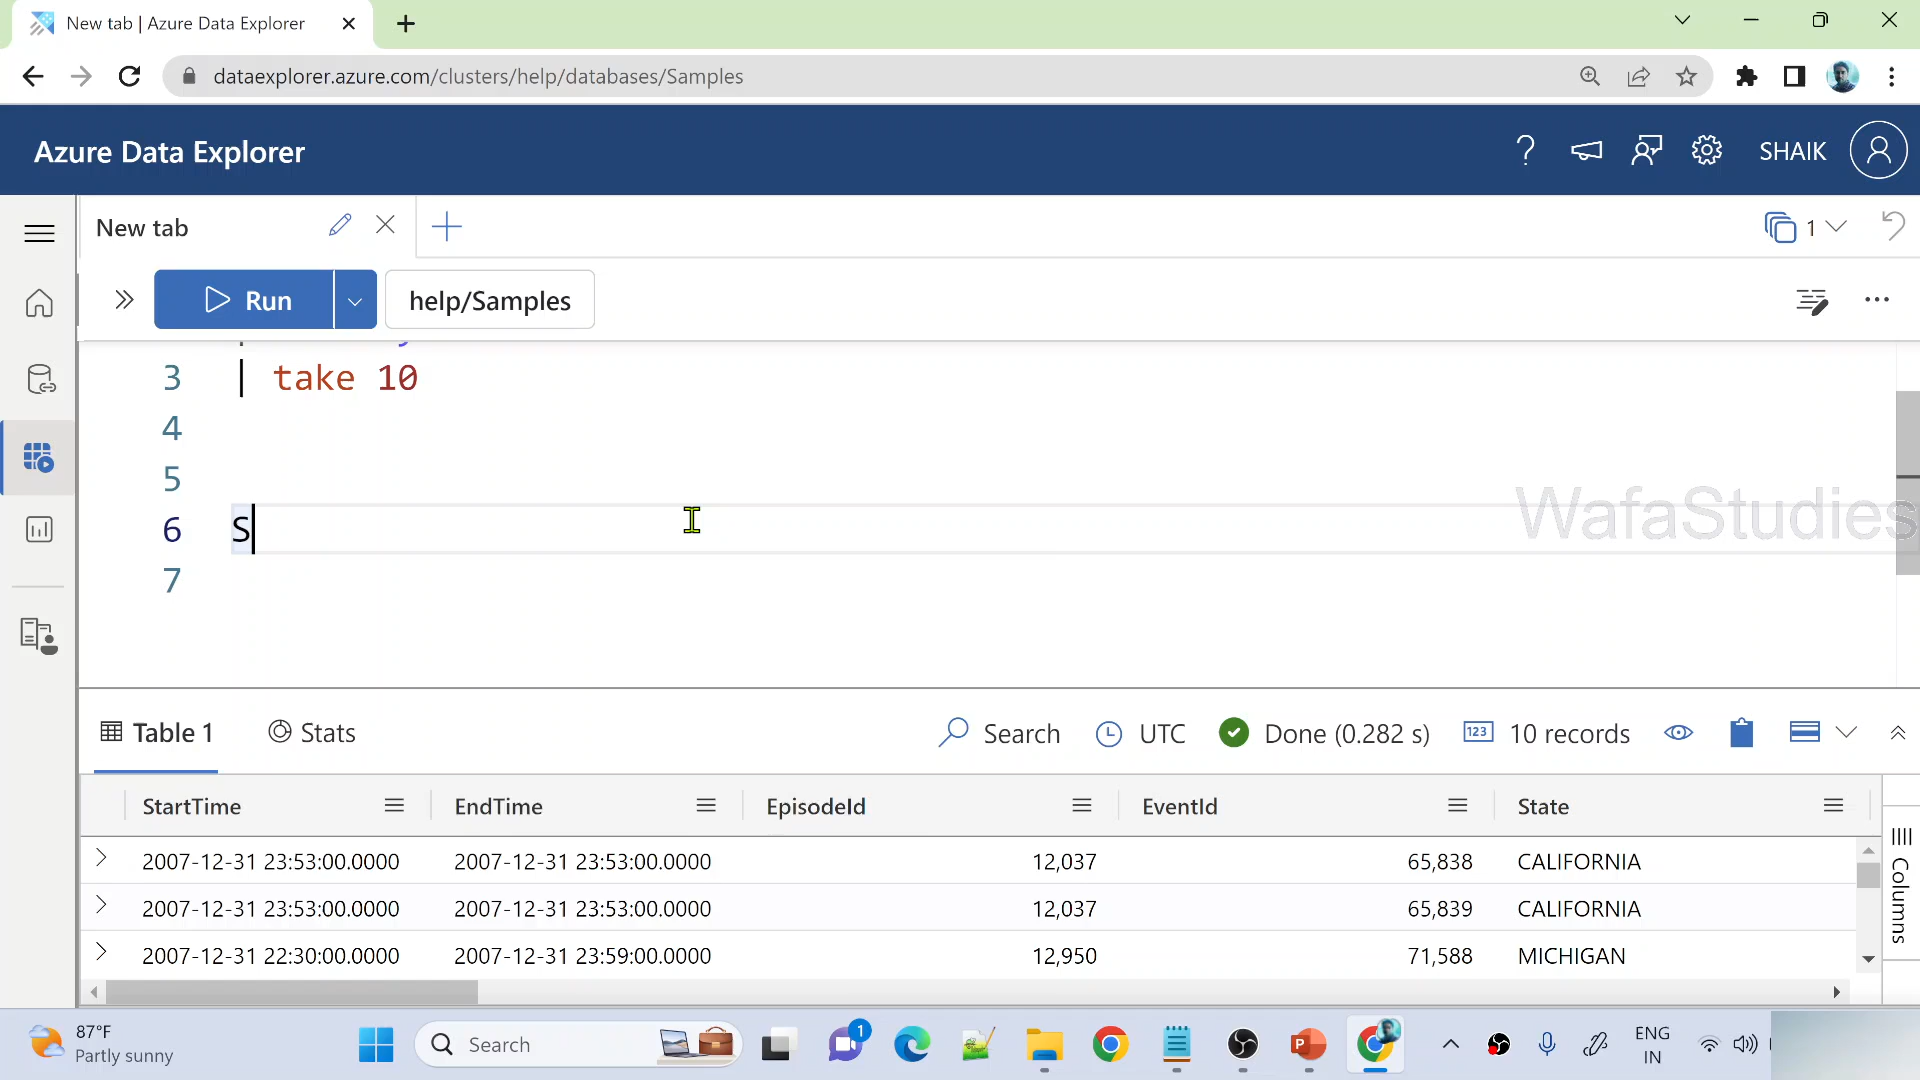 New tab | Azure Data Explorer
dataexplorer.azure.com/clusters/help/databases/Samples
Azure Data Explorer
SHAIK
New tab
1
Run
help/Samples
3 | take 10
4
5
6 S
7
WafaStudies
Table 1
Stats
Search
UTC
Done (0.282 s)
123
10 records
StartTime EndTime EpisodeId EventId State
2007-12-31 23:53:00.0000 2007-12-31 23:53:00.0000 12,037 65,838 CALIFORNIA
2007-12-31 23:53:00.0000 2007-12-31 23:53:00.0000 12,037 65,839 CALIFORNIA
2007-12-31 22:30:00.0000 2007-12-31 23:59:00.0000 12,950 71,588 MICHIGAN
Columns
87°F
Partly sunny
Search
1
P
ENG
IN